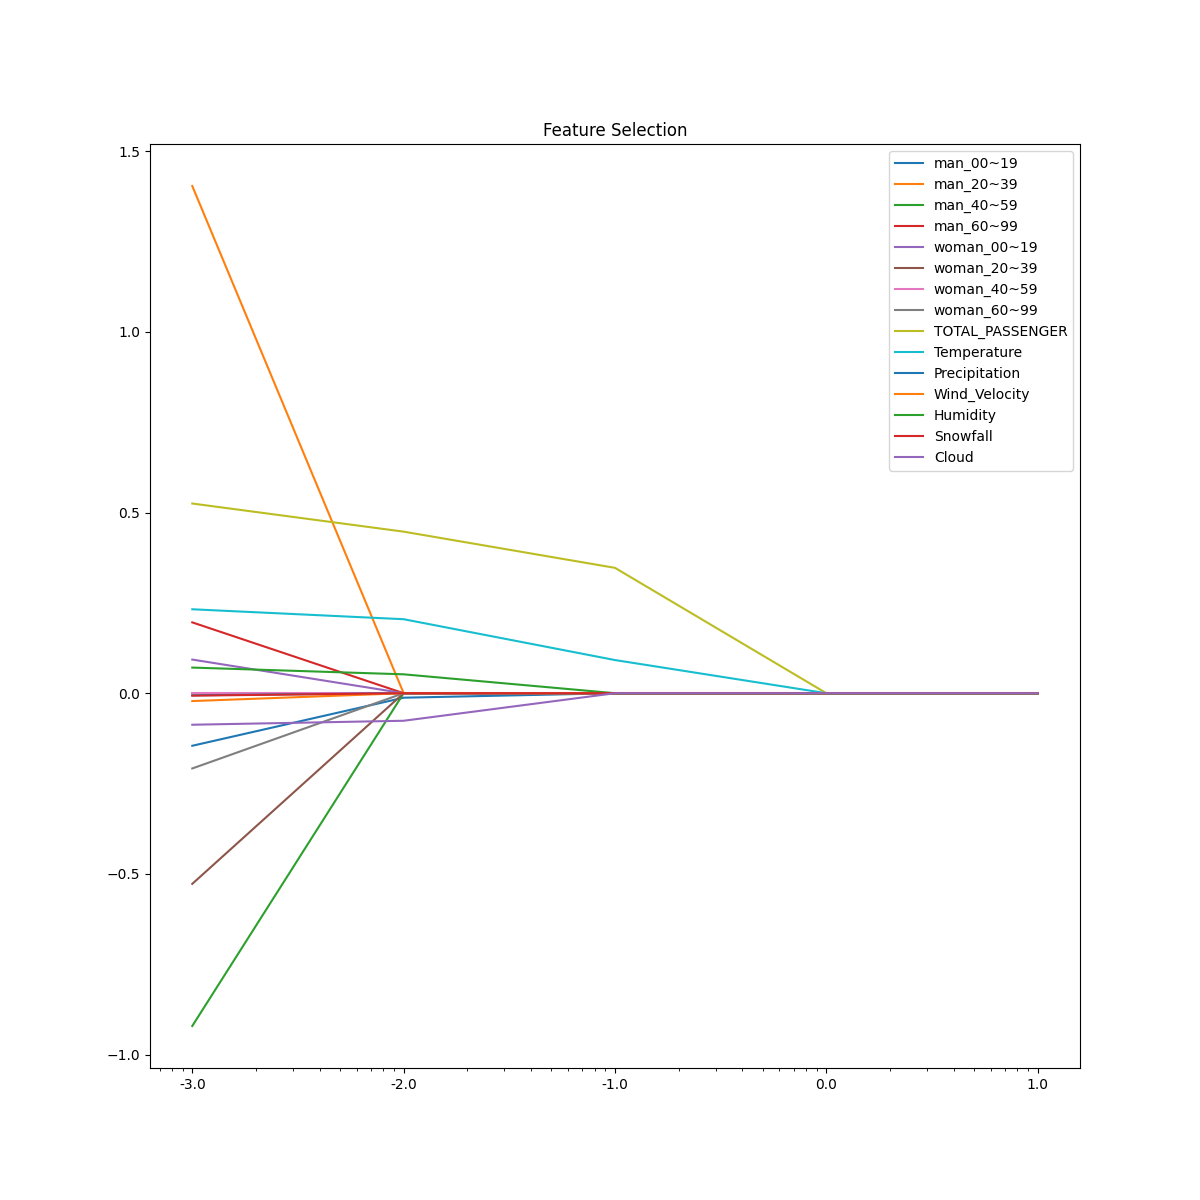 Feature Selection
1.5
1.0
0.5
0.0
−0.5
−1.0
man_00~19
man_20~39
man_40~59
man_60~99
woman_00~19
woman_20~39
woman_40~59
woman_60~99
TOTAL_PASSENGER
Temperature
Precipitation
Wind_Velocity
Humidity
Snowfall
Cloud
-3.0 -2.0 -1.0 0.0 1.0